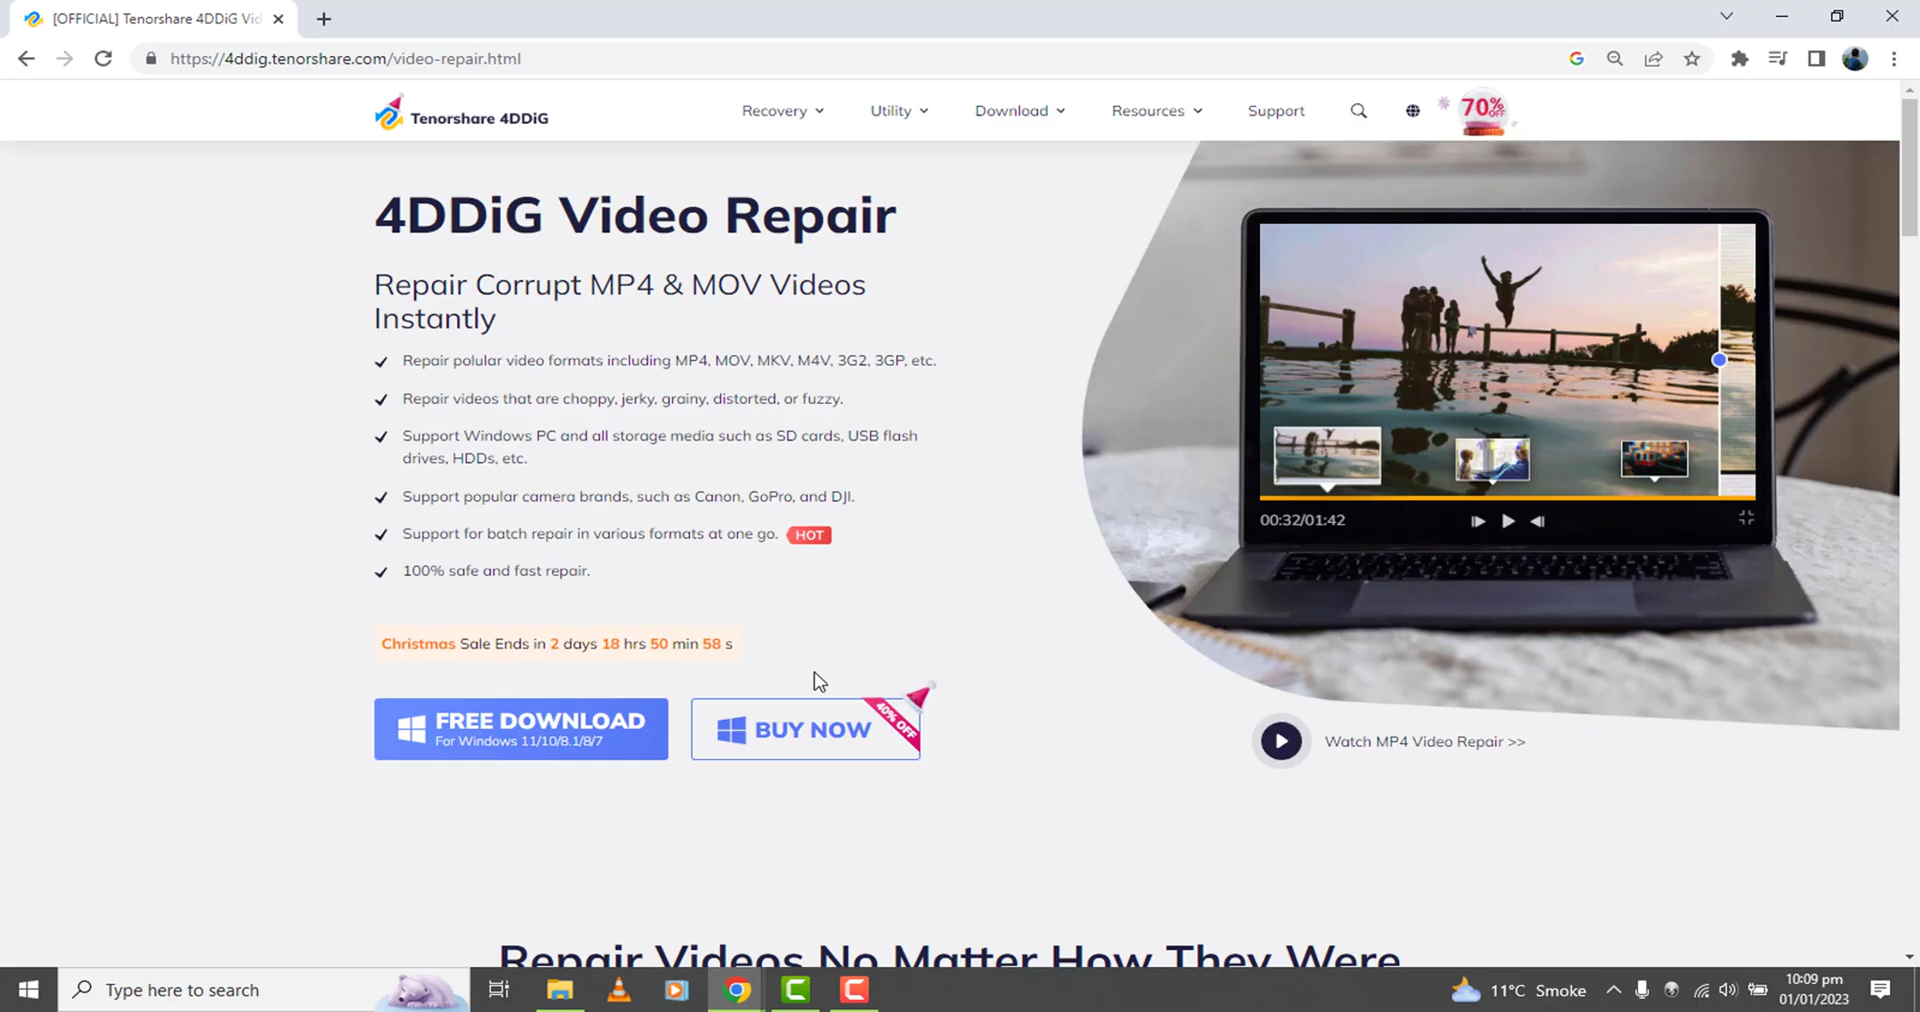 [OFFICIAL] Tenorshare 4DDiG Vid
https://4ddig.tenorshare.com/video-repair.html
Tenorshare 4DDiG
Recovery
Utility
Download
Resources
Support
70%
OFF
4DDiG Video Repair
Repair Corrupt MP4 & MOV Videos
Instantly
Repair polular video formats including MP4, MOV, MKV, M4V, 3G2, 3GP, etc.
Repair videos that are choppy, jerky, grainy, distorted, or fuzzy.
Support Windows PC and all storage media such as SD cards, USB flash
drives, HDDs, etc.
Support popular camera brands, such as Canon, GoPro, and DJI.
Support for batch repair in various formats at one go. HOT
100% safe and fast repair.
00:32/01:42
Christmas Sale Ends in 2 days 18 hrs 50 min 58 s
FREE DOWNLOAD
For Windows 11/10/8.1/8/7
BUY NOW
40% OFF
Watch MP4 Video Repair >>
Repair Videos No Matter How They Were
Type here to search
11°C Smoke
10:09 pm
01/01/2023